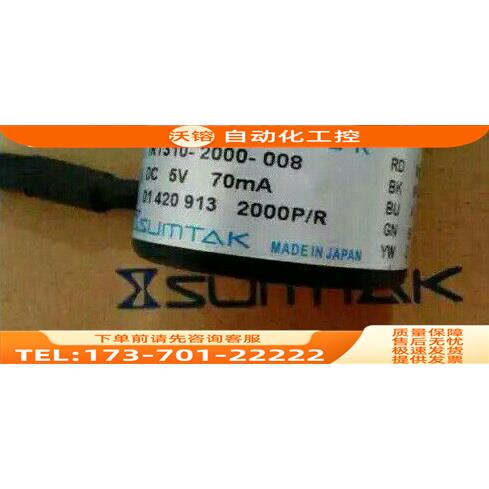 沃镕 自动化工控
IRT310-2000-008
DC 5V 70mA
01 420 913 2000P/R
SUMTAK
MADE IN JAPAN
RD
BK
BU
GN
YW
SUMTAK
下单前请先咨询客服
TEL:173-701-22222
质量保障
售后无忧
极速发货
提供发票